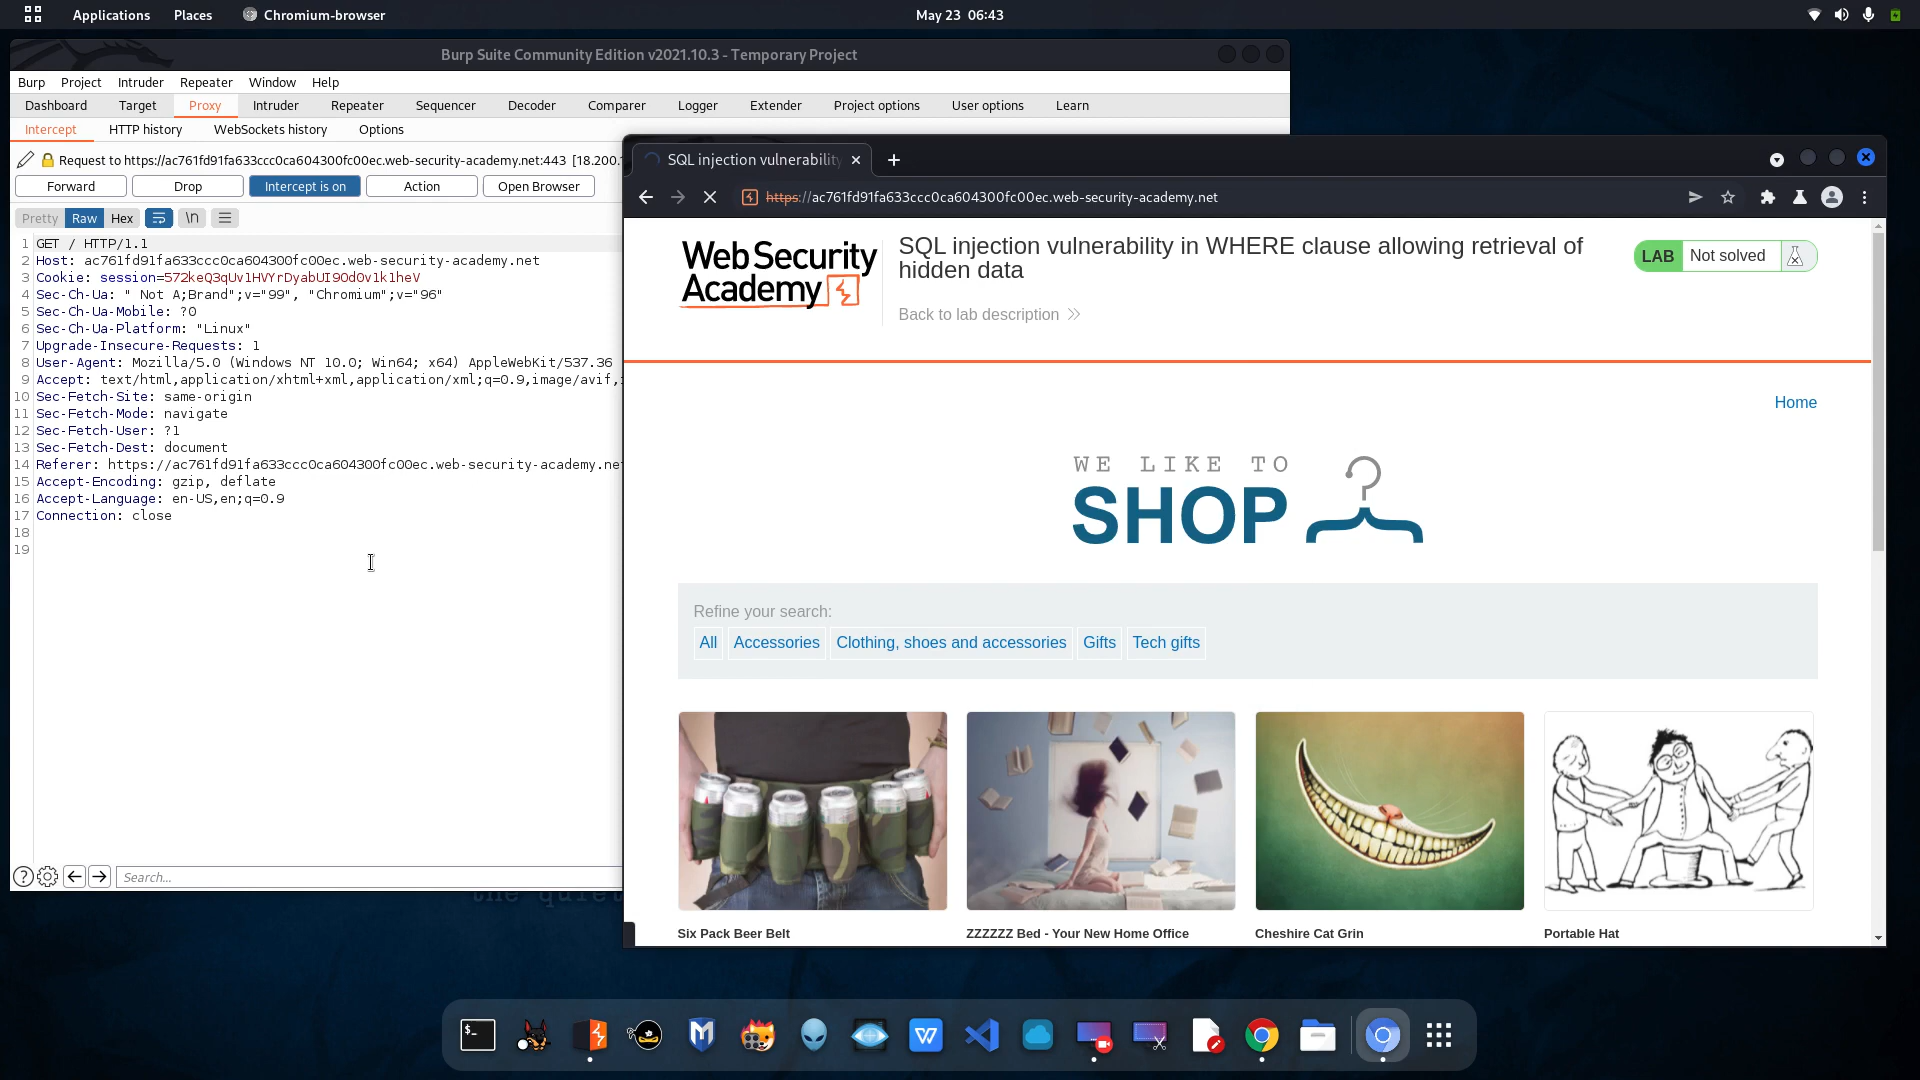 Applications Places Chromium-browser May 23 06:43
Burp Suite Community Edition v2021.10.3 - Temporary Project
Burp Project Intruder Repeater Window Help
Dashboard Target Proxy Intruder Repeater Sequencer Decoder Comparer Logger Extender Project options User options Learn
Intercept HTTP history WebSockets history Options
Request to https://ac761fd91fa633ccc0ca604300fc00ec.web-security-academy.net:443 [18.200.
Forward Drop Intercept is on Action Open Browser
Pretty Raw Hex \n
1 GET / HTTP/1.1
2 Host: ac761fd91fa633ccc0ca604300fc00ec.web-security-academy.net
3 Cookie: session=572keQ3qUv1HVYrDyabUI9Od0v1k1heV
4 Sec-Ch-Ua: " Not A;Brand";v="99", "Chromium";v="96"
5 Sec-Ch-Ua-Mobile: ?0
6 Sec-Ch-Ua-Platform: "Linux"
7 Upgrade-Insecure-Requests: 1
8 User-Agent: Mozilla/5.0 (Windows NT 10.0; Win64; x64) AppleWebKit/537.36
9 Accept: text/html,application/xhtml+xml,application/xml;q=0.9,image/avif,
10 Sec-Fetch-Site: same-origin
11 Sec-Fetch-Mode: navigate
12 Sec-Fetch-User: ?1
13 Sec-Fetch-Dest: document
14 Referer: https://ac761fd91fa633ccc0ca604300fc00ec.web-security-academy.net
15 Accept-Encoding: gzip, deflate
16 Accept-Language: en-US,en;q=0.9
17 Connection: close
18
19
Search...
the quiet
SQL injection vulnerability
https://ac761fd91fa633ccc0ca604300fc00ec.web-security-academy.net
Web Security
Academy
SQL injection vulnerability in WHERE clause allowing retrieval of
hidden data
Back to lab description
LAB Not solved
Home
WE LIKE TO
SHOP
Refine your search:
All Accessories Clothing, shoes and accessories Gifts Tech gifts
Six Pack Beer Belt ZZZZZZ Bed - Your New Home Office Cheshire Cat Grin Portable Hat